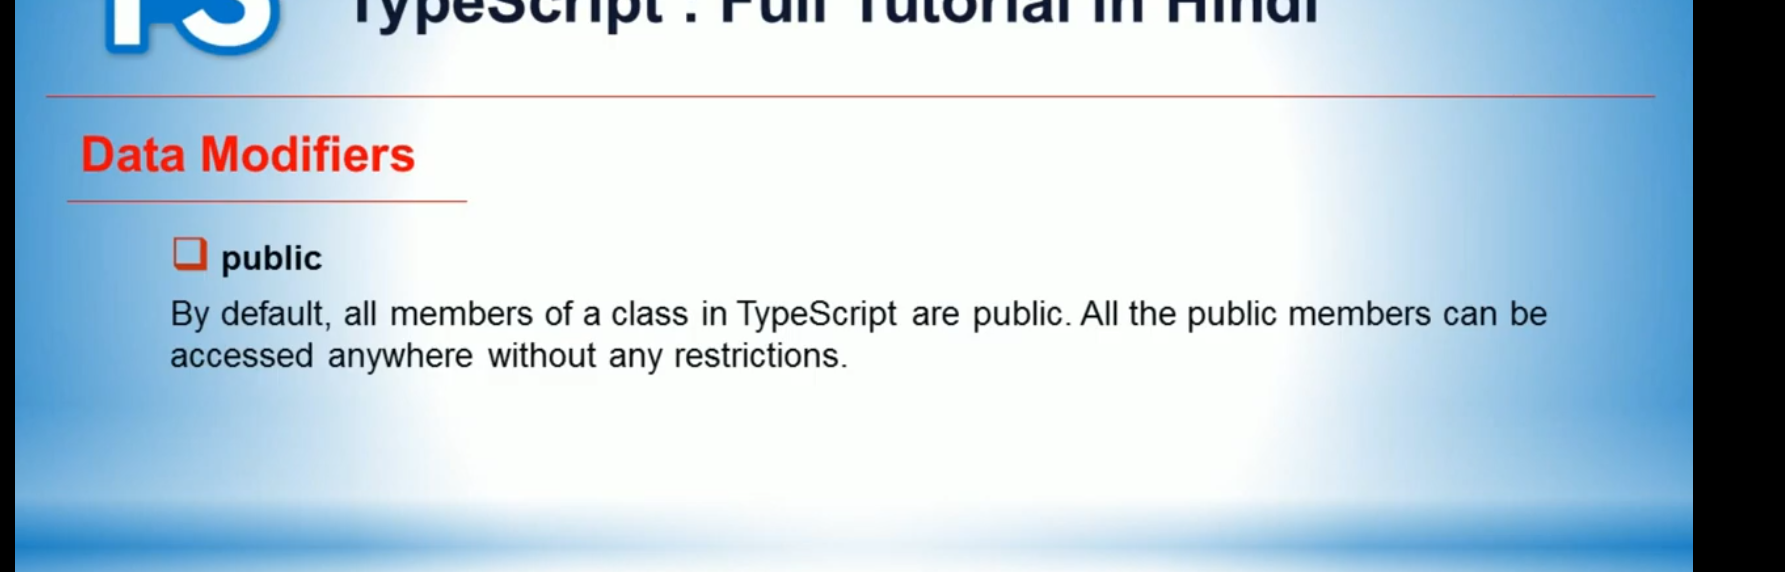 TS
TypeScript : Full Tutorial in Hindi
Data Modifiers
public
By default, all members of a class in TypeScript are public. All the public members can be
accessed anywhere without any restrictions.